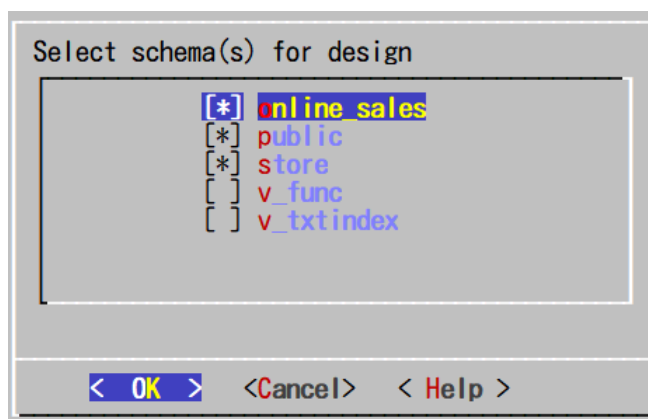 Select schema(s) for design
[*] online_sales
[*] public
[*] store
[ ] v_func
[ ] v_txtindex
< OK > <Cancel> < Help >